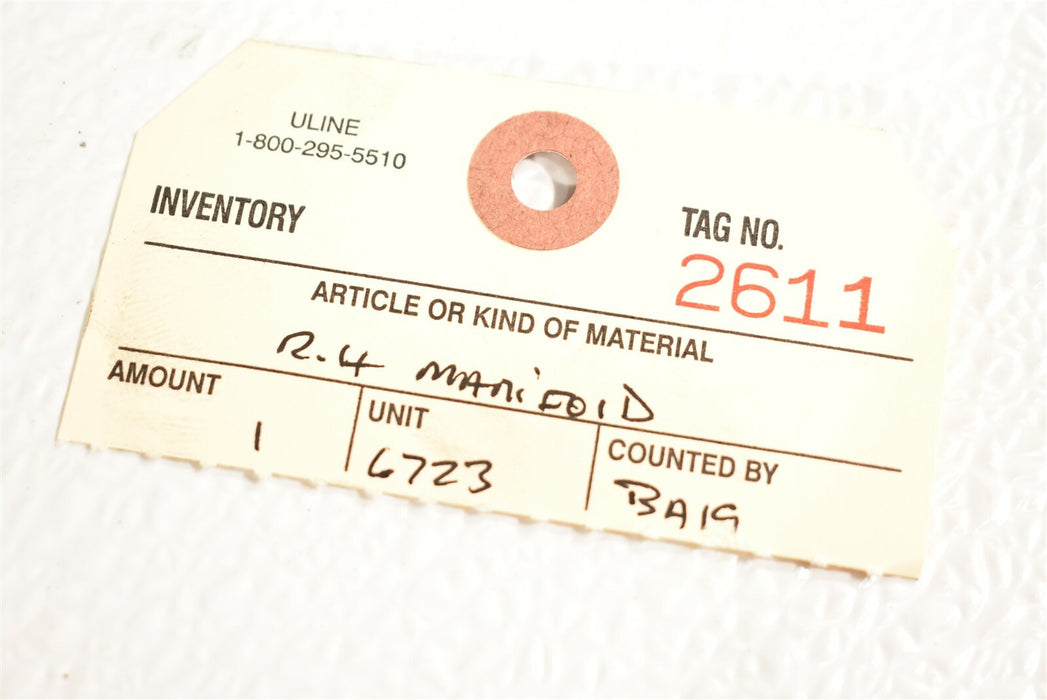 ULINE
1-800-295-5510
INVENTORY
TAG NO.
2611
ARTICLE OR KIND OF MATERIAL
R.4 MANiFOlD
AMOUNT
1
UNIT
6723
COUNTED BY
BAIG